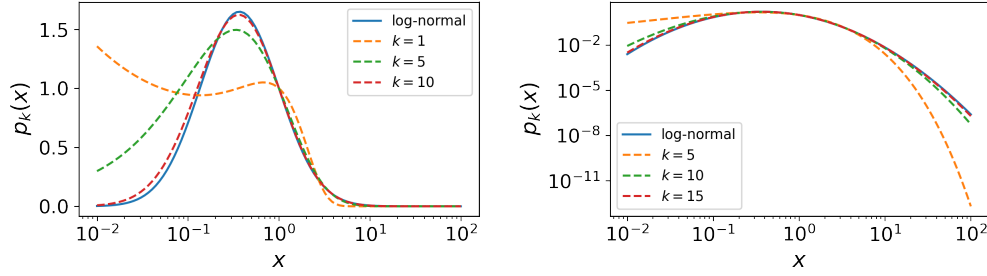 1.5
1.0
0.5
0.0
p_k(x)
10^{-2} 10^{-1} 10^0 10^1 10^2
x
log-normal
k = 1
k = 5
k = 10
10^{-2}
10^{-5}
10^{-8}
10^{-11}
p_k(x)
10^{-2} 10^{-1} 10^0 10^1 10^2
x
log-normal
k = 5
k = 10
k = 15